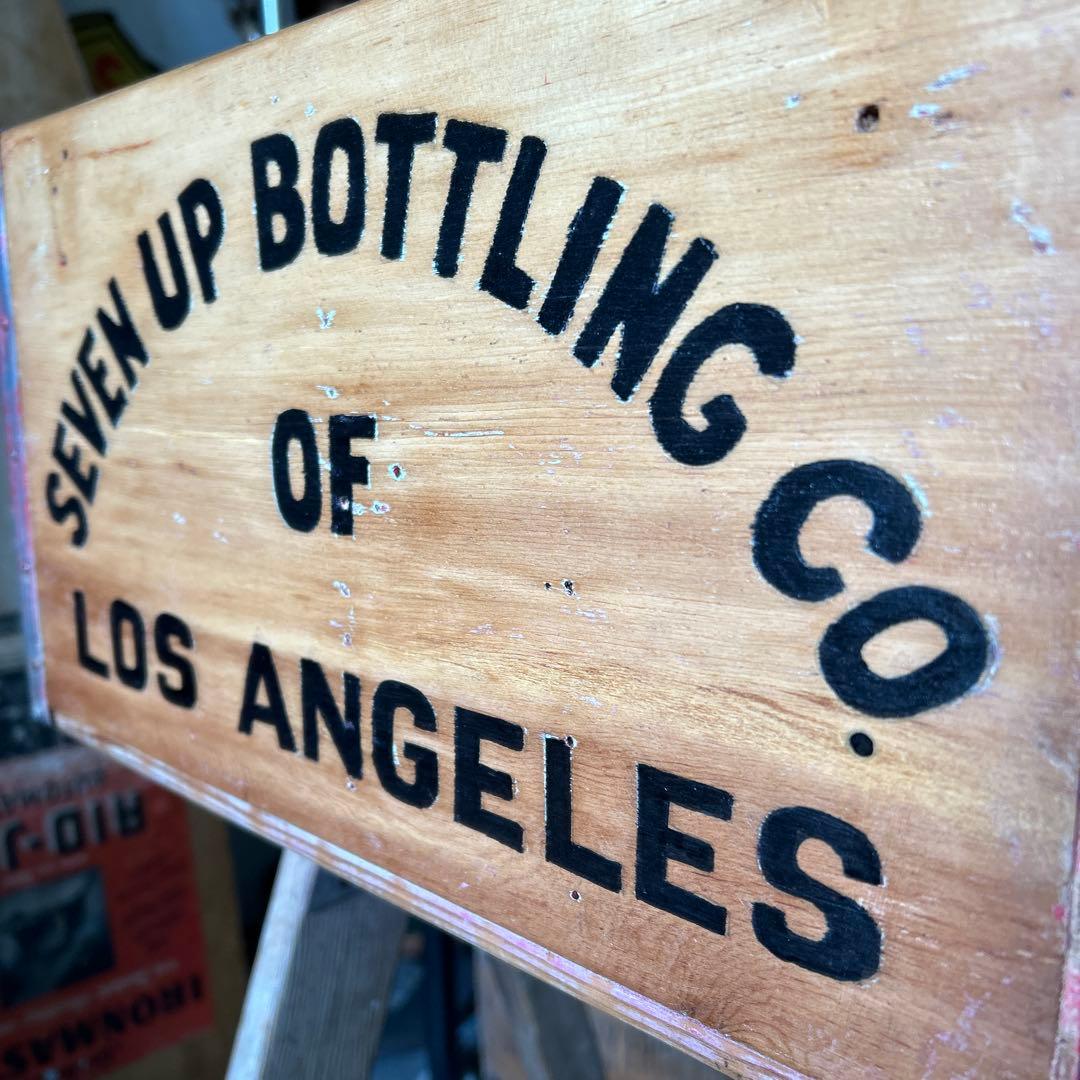 SEVEN UP BOTTLING CO.
OF
LOS ANGELES